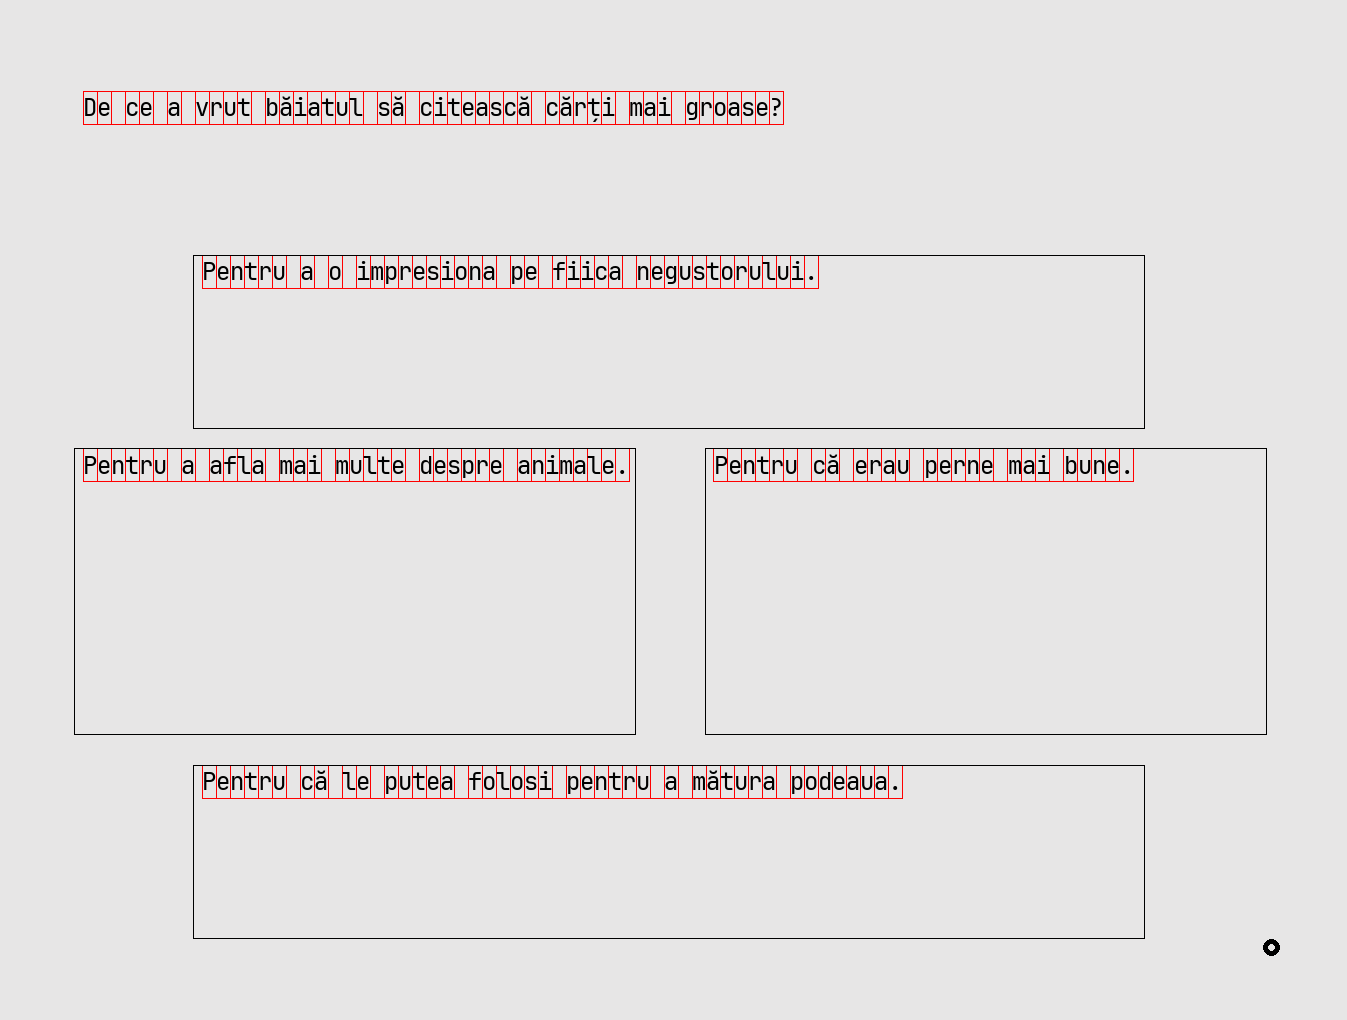 De ce a vrut băiatul să citească cărți mai groase?
Pentru a o impresiona pe fiica negustorului.
Pentru a afla mai multe despre animale.
Pentru că erau perne mai bune.
Pentru că le putea folosi pentru a mătura podeaua.